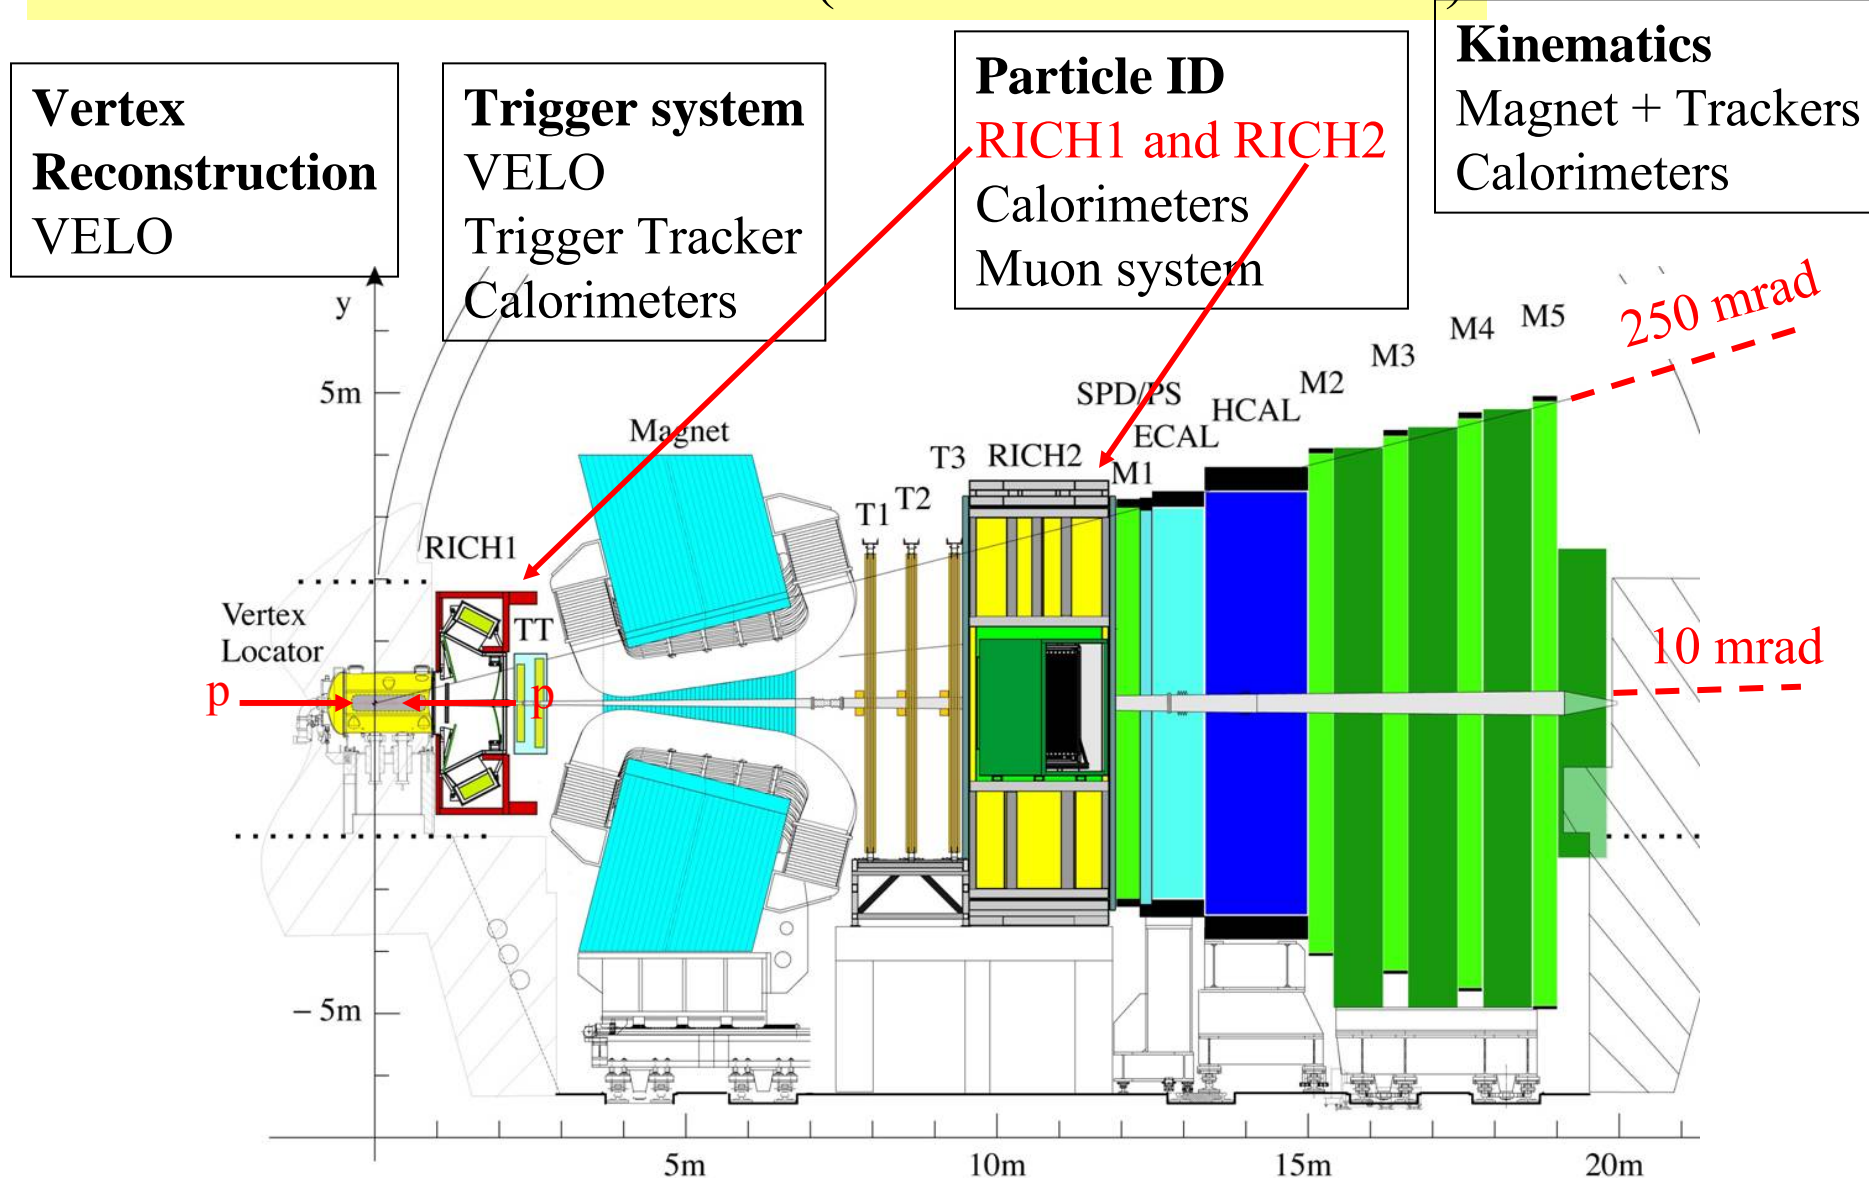 Vertex
Reconstruction
VELO
Trigger system
VELO
Trigger Tracker
Calorimeters
Particle ID
RICH1 and RICH2
Calorimeters
Muon system
Kinematics
Magnet + Trackers
Calorimeters
y
5m
250 mrad
M5
M4
M3
M2
SPD/PS
HCAL
ECAL
Magnet
T3 RICH2
M1
T2
T1
RICH1
Vertex
Locator
TT
10 mrad
p
p
− 5m
5m 10m 15m 20m